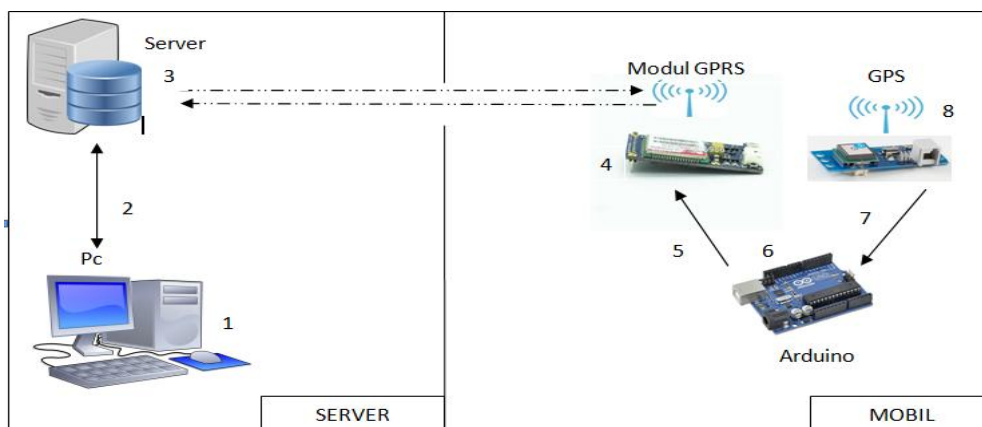 Server
3
2
Pc
1
SERVER
Modul GPRS
GPS
8
4
7
5
6
Arduino
MOBIL